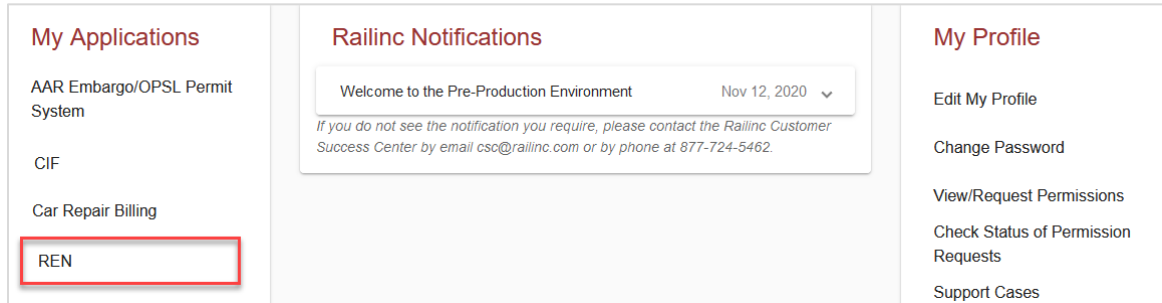 My Applications
AAR Embargo/OPSL Permit
System
CIF
Car Repair Billing
REN
Railinc Notifications
Welcome to the Pre-Production Environment Nov 12, 2020
If you do not see the notification you require, please contact the Railinc Customer
Success Center by email csc@railinc.com or by phone at 877-724-5462.
My Profile
Edit My Profile
Change Password
View/Request Permissions
Check Status of Permission
Requests
Support Cases